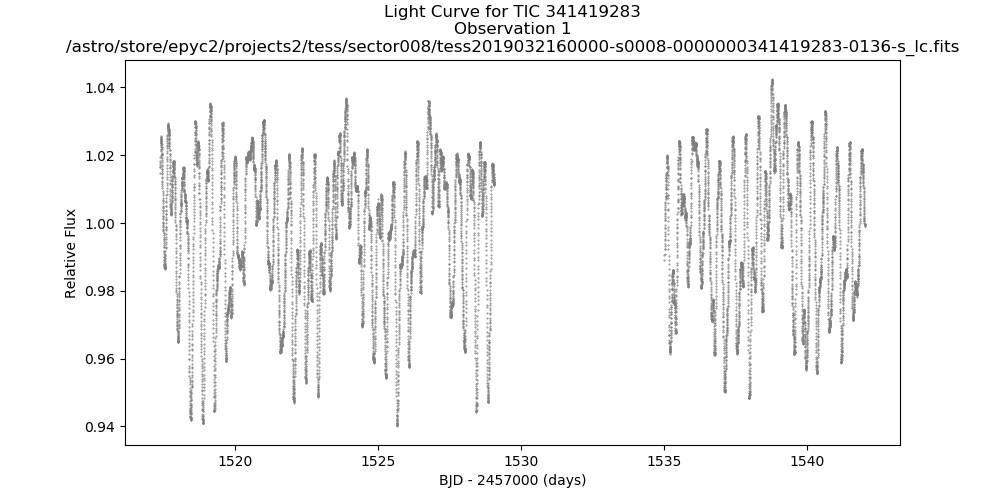 Light Curve for TIC 341419283
Observation 1
/astro/store/epyc2/projects2/tess/sector008/tess2019032160000-s0008-0000000341419283-0136-s_lc.fits
1.04
1.02
1.00
0.98
0.96
0.94
Relative Flux
1520
1525
1530
1535
1540
BJD - 2457000 (days)